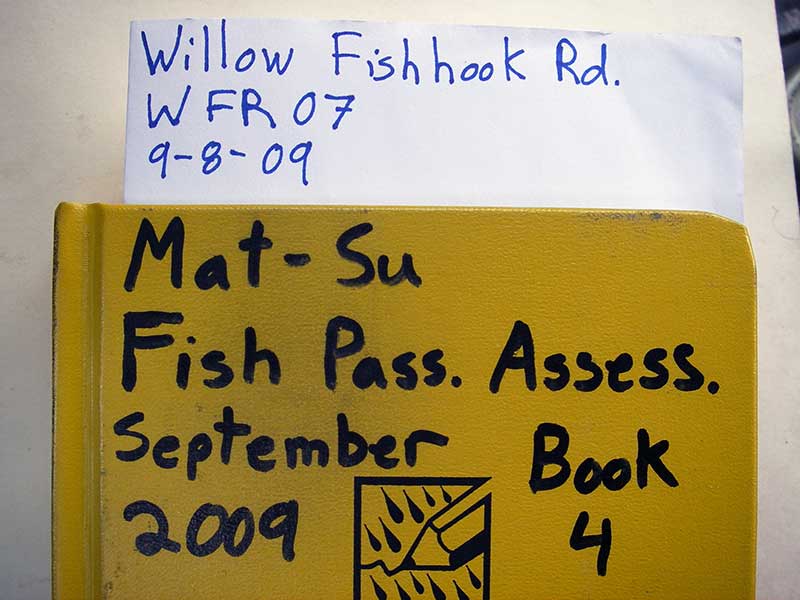 Willow Fishhook Rd.
WFR 07
9-8-09
Mat-Su
Fish Pass. Assess.
September Book
2009 4